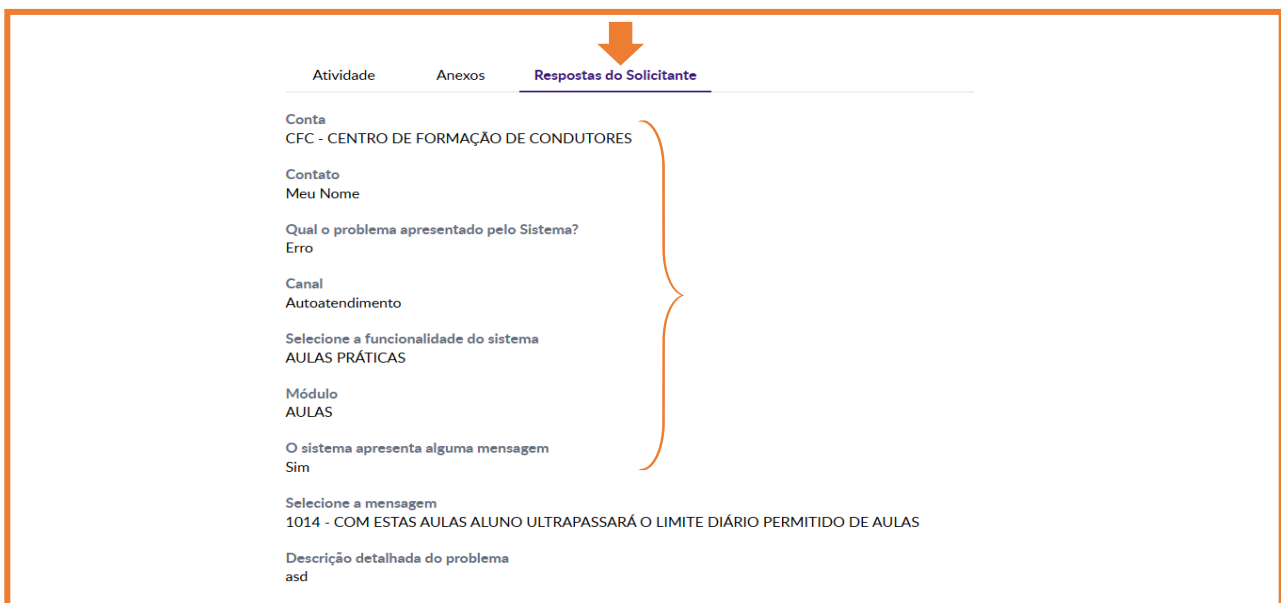 Atividade Anexos Respostas do Solicitante
Conta
CFC - CENTRO DE FORMAÇÃO DE CONDUTORES
Contato
Meu Nome
Qual o problema apresentado pelo Sistema?
Erro
Canal
Autoatendimento
Selecione a funcionalidade do sistema
AULAS PRÁTICAS
Módulo
AULAS
O sistema apresenta alguma mensagem
Sim
Selecione a mensagem
1014 - COM ESTAS AULAS ALUNO ULTRAPASSARÁ O LIMITE DIÁRIO PERMITIDO DE AULAS
Descrição detalhada do problema
asd